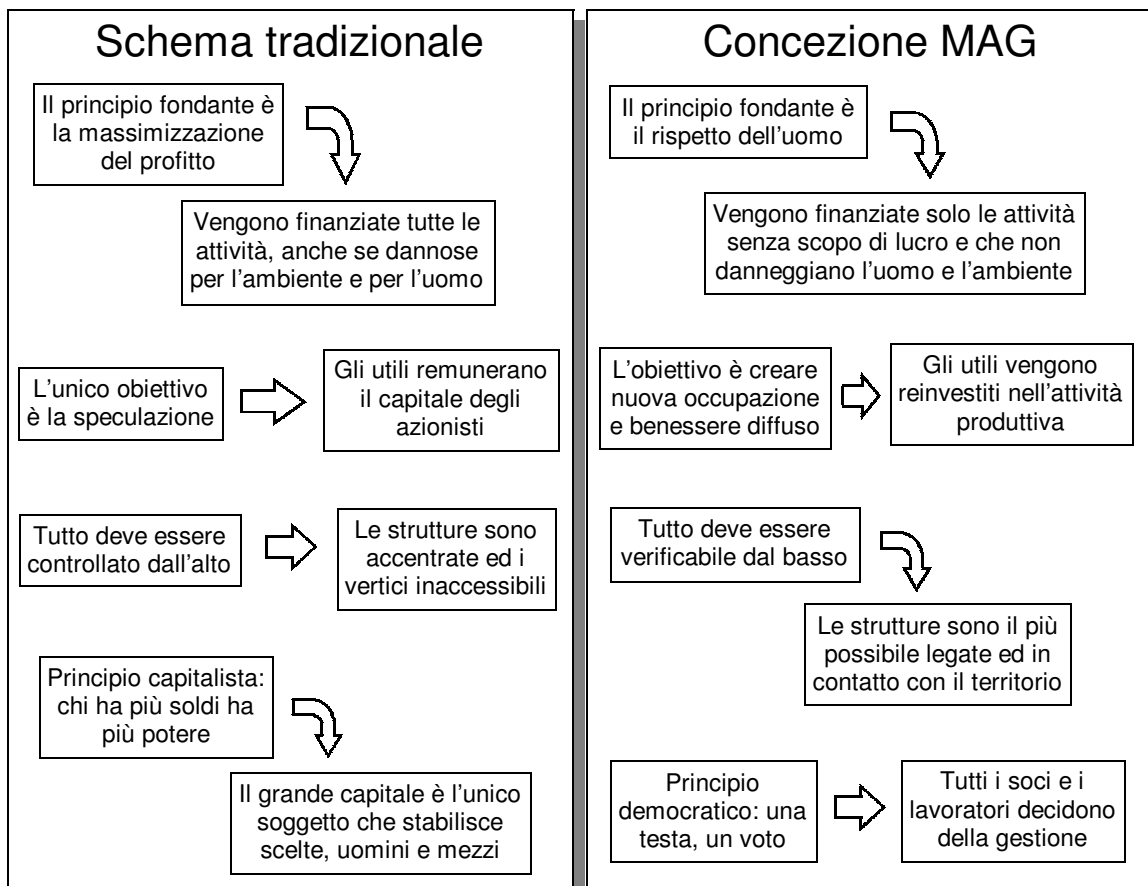 Schema tradizionale
Il principio fondante è
la massimizzazione
del profitto
Vengono finanziate tutte le
attività, anche se dannose
per l'ambiente e per l'uomo
L'unico obiettivo
è la speculazione
Gli utili remunerano
il capitale degli
azionisti
Tutto deve essere
controllato dall'alto
Le strutture sono
accentrate ed i
vertici inaccessibili
Principio capitalista:
chi ha più soldi ha
più potere
Il grande capitale è l'unico
soggetto che stabilisce
scelte, uomini e mezzi
Concezione MAG
Il principio fondante è
il rispetto dell'uomo
Vengono finanziate solo le attività
senza scopo di lucro e che non
danneggiano l'uomo e l'ambiente
L'obiettivo è creare
nuova occupazione
e benessere diffuso
Gli utili vengono
reinvestiti nell'attività
produttiva
Tutto deve essere
verificabile dal basso
Le strutture sono il più
possibile legate ed in
contatto con il territorio
Principio
democratico: una
testa, un voto
Tutti i soci e i
lavoratori decidono
della gestione